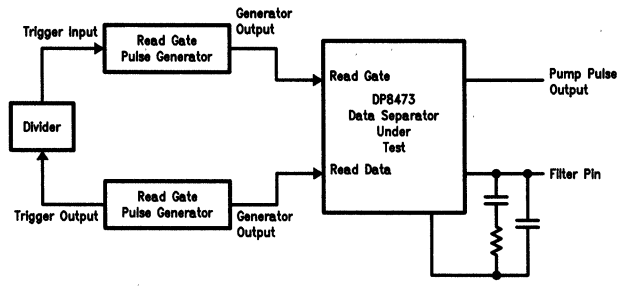 Trigger Input
Read Gate
Pulse Generator
Generator
Output
Divider
Read Gate
DP8473
Data Separator
Under
Test
Read Data
Pump Pulse
Output
Filter Pin
Trigger Output
Read Gate
Pulse Generator
Generator
Output